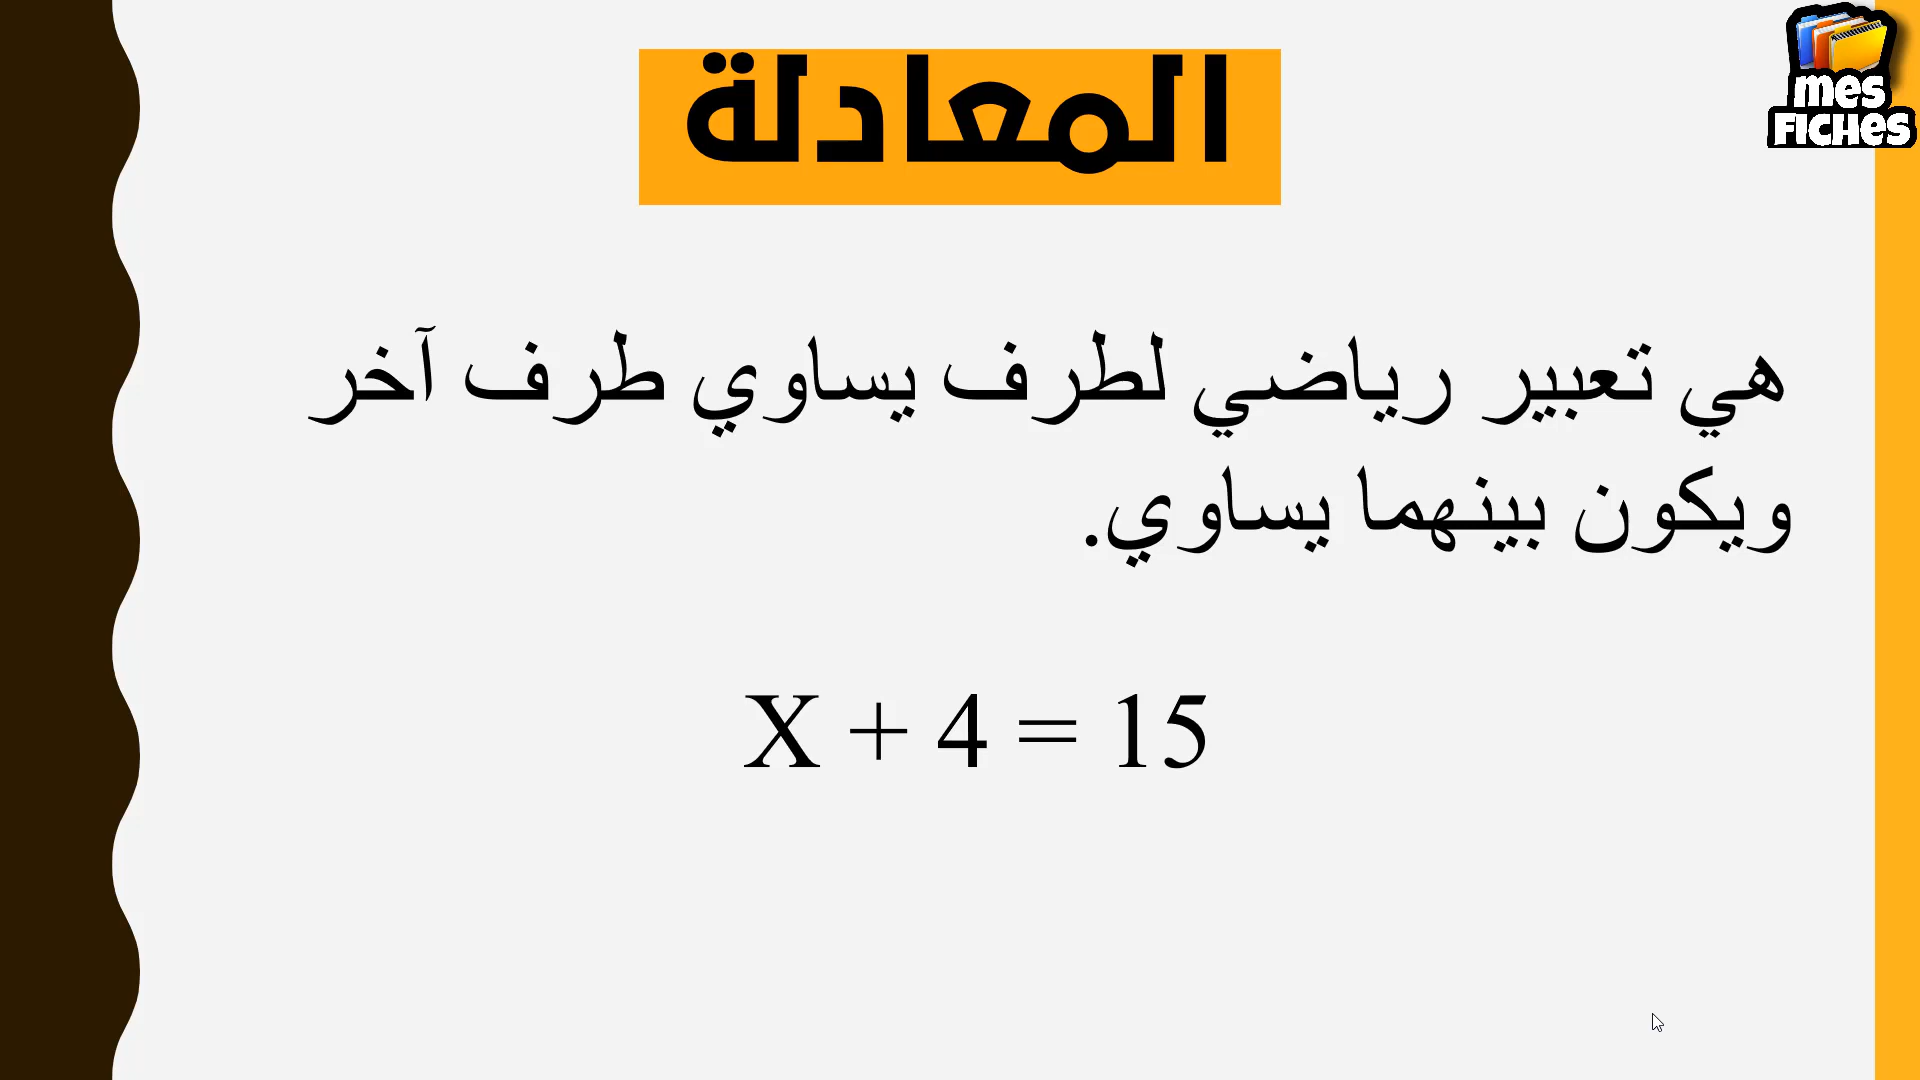 المعادلة
mes
FICHES
هي تعبير رياضي لطرف يساوي طرف آخر
ويكون بينهما يساوي.
X + 4 = 15